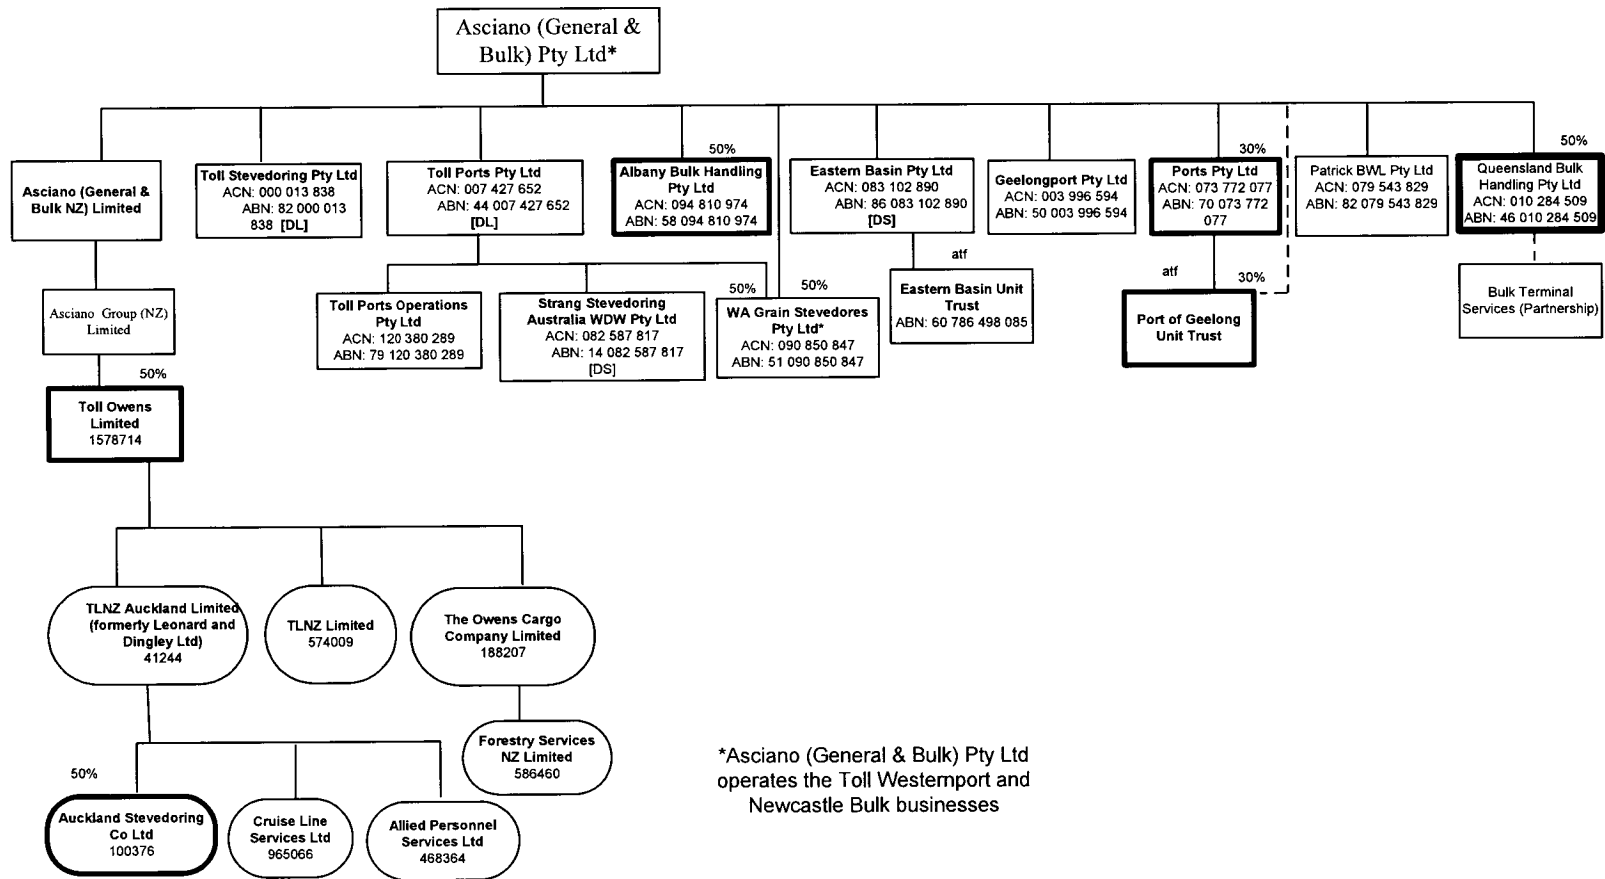 Asciano (General &
Bulk) Pty Ltd*
Asciano (General &
Bulk NZ) Limited
Toll Stevedoring Pty Ltd
ACN: 000 013 838
ABN: 82 000 013
838 [DL]
Toll Ports Pty Ltd
ACN: 007 427 652
ABN: 44 007 427 652
[DL]
50%
Albany Bulk Handling
Pty Ltd
ACN: 094 810 974
ABN: 58 094 810 974
Eastern Basin Pty Ltd
ACN: 083 102 890
ABN: 86 083 102 890
[DS]
Geelongport Pty Ltd
ACN: 003 996 594
ABN: 50 003 996 594
30%
Ports Pty Ltd
ACN: 073 772 077
ABN: 70 073 772
077
Patrick BWL Pty Ltd
ACN: 079 543 829
ABN: 82 079 543 829
50%
Queensland Bulk
Handling Pty Ltd
ACN: 010 284 509
ABN: 46 010 284 509
Asciano Group (NZ)
Limited
Toll Ports Operations
Pty Ltd
ACN: 120 380 289
ABN: 79 120 380 289
Strang Stevedoring
Australia WDW Pty Ltd
ACN: 082 587 817
ABN: 14 082 587 817
[DS]
50%
50%
WA Grain Stevedores
Pty Ltd*
ACN: 090 850 847
ABN: 51 090 850 847
atf
Eastern Basin Unit
Trust
ABN: 60 786 498 085
atf
30%
Port of Geelong
Unit Trust
Bulk Terminal
Services (Partnership)
50%
Toll Owens
Limited
1578714
TLNZ Auckland Limited
(formerly Leonard and
Dingley Ltd)
41244
TLNZ Limited
574009
The Owens Cargo
Company Limited
188207
Forestry Services
NZ Limited
586460
50%
Auckland Stevedoring
Co Ltd
100376
Cruise Line
Services Ltd
965066
Allied Personnel
Services Ltd
468364
*Asciano (General & Bulk) Pty Ltd
operates the Toll Westernport and
Newcastle Bulk businesses